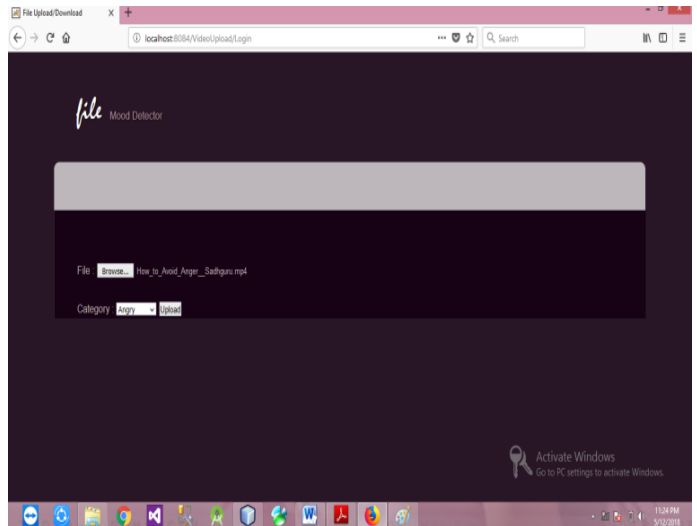 File Upload/Download
localhost:8084/VideoUpload/Login
Search
file Mood Detector
File : Browse... How_to_Avoid_Anger__Sadhguru.mp4
Category : Angry Upload
Activate Windows
Go to PC settings to activate Windows.
11:24 PM
5/12/2018